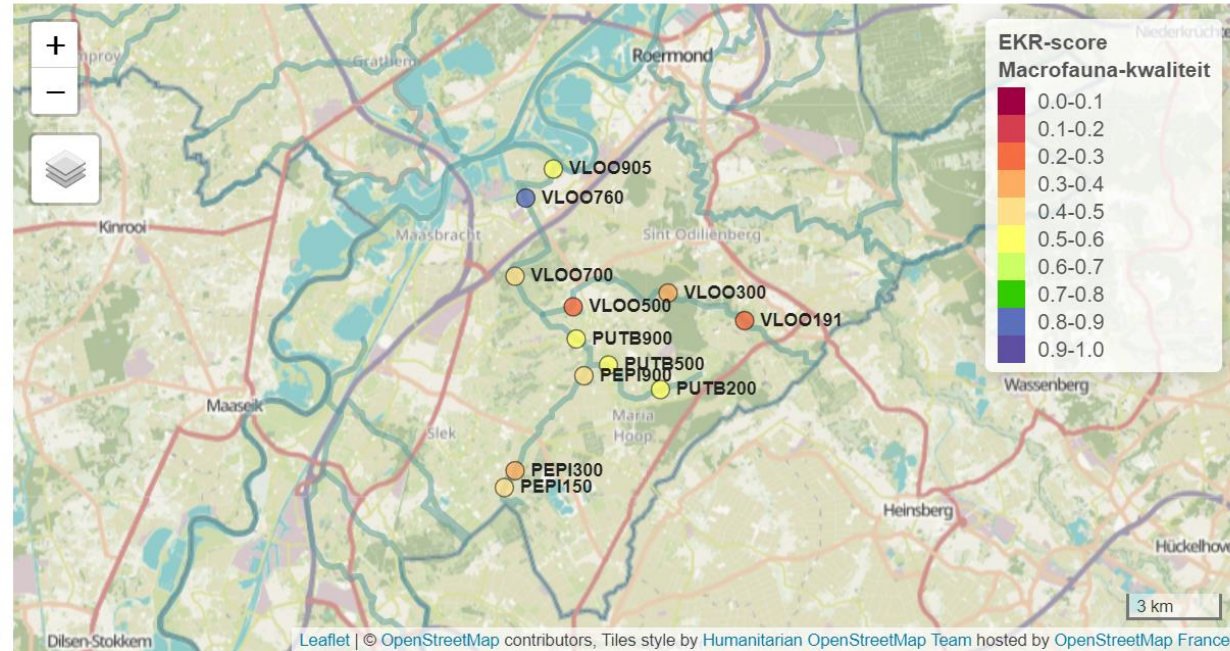 +
−
mproy
Grathem
Roermond
Niederkrüchte
EKR-score
Macrofauna-kwaliteit
0.0-0.1
0.1-0.2
0.2-0.3
0.3-0.4
0.4-0.5
0.5-0.6
0.6-0.7
0.7-0.8
0.8-0.9
0.9-1.0
VLOO905
VLOO760
Kinrooi
Maasbracht
Sint Odiliënberg
VLOO700
VLOO300
VLOO500
VLOO191
PUTB900
PUTB500
PEPI900
PUTB200
Wassenberg
Maaseik
Slek
Maria
Hoop
PEPI300
PEPI150
Heinsberg
Hückelhove
3 km
Dilsen-Stokkem
Leaflet | © OpenStreetMap contributors, Tiles style by Humanitarian OpenStreetMap Team hosted by OpenStreetMap France